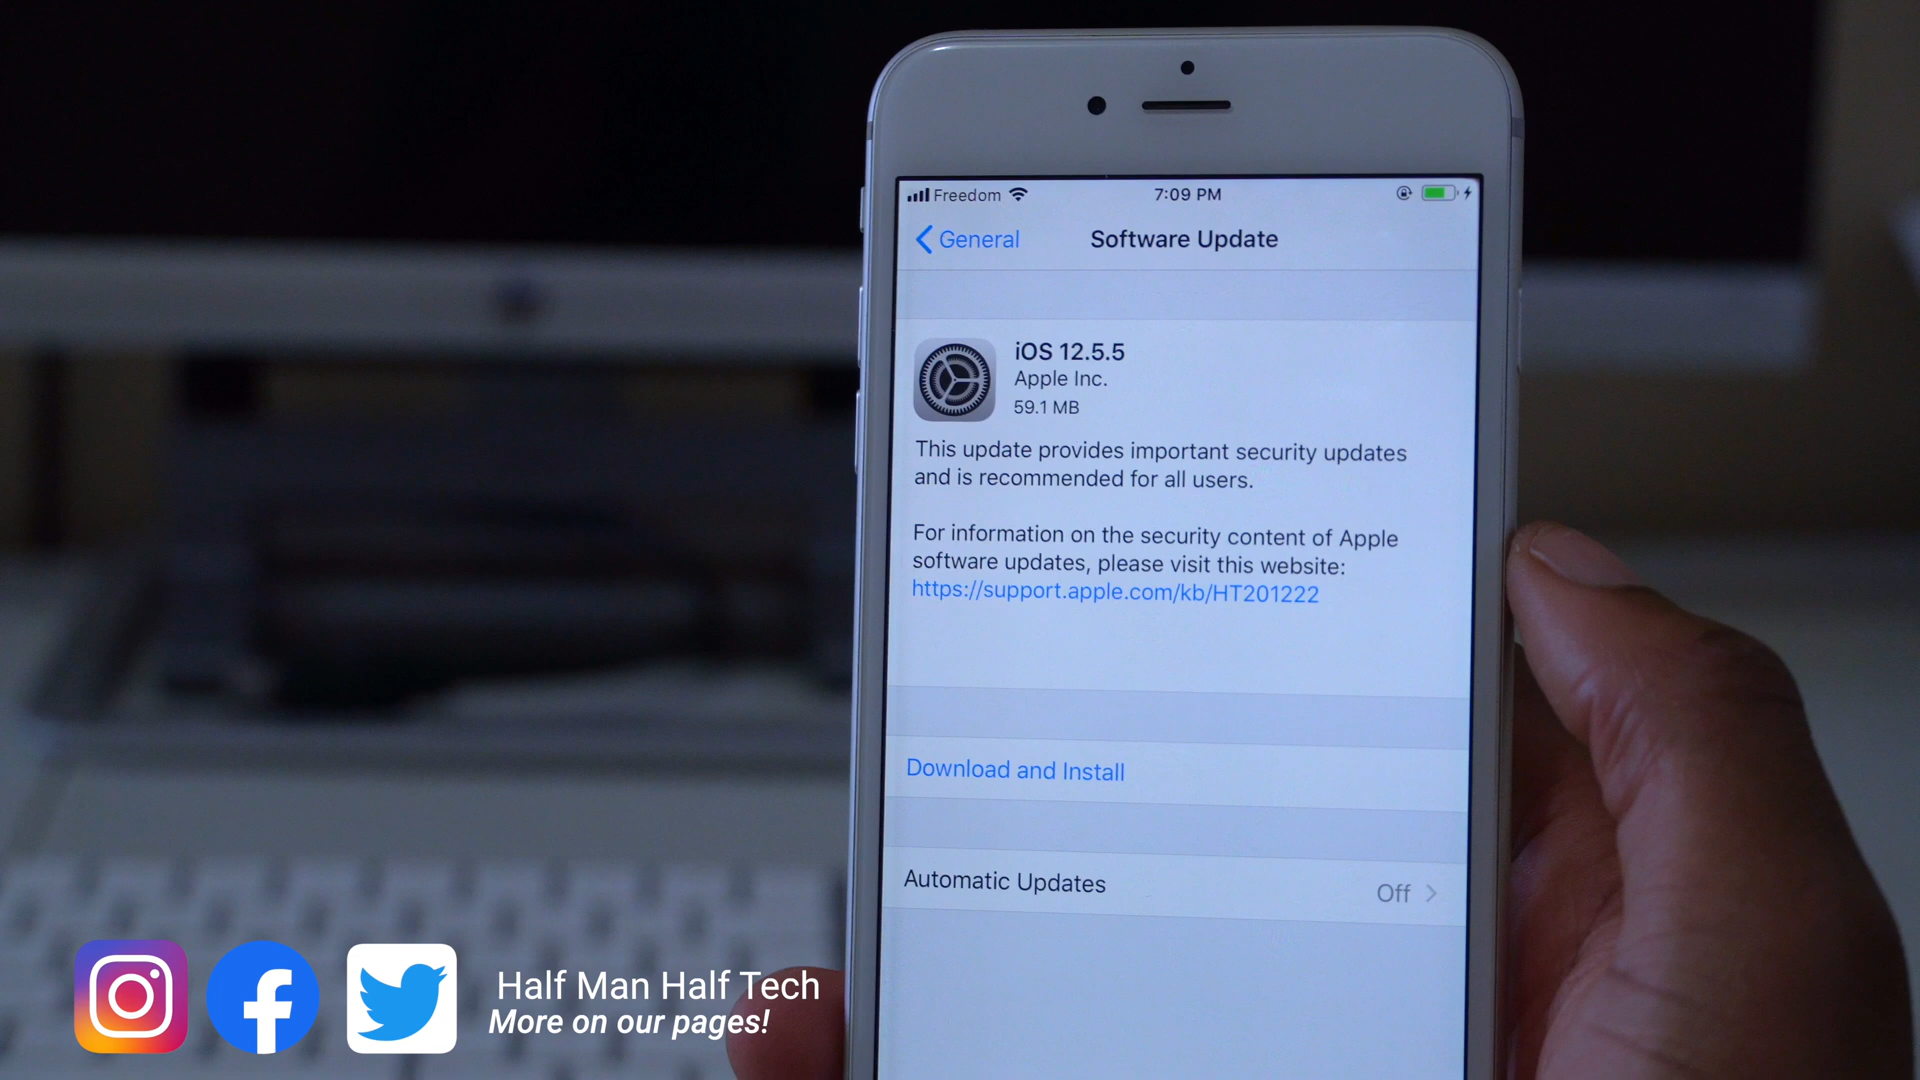 Freedom
7:09 PM
General
Software Update
iOS 12.5.5
Apple Inc.
59.1 MB
This update provides important security updates
and is recommended for all users.
For information on the security content of Apple
software updates, please visit this website:
https://support.apple.com/kb/HT201222
Download and Install
Automatic Updates
Off
Half Man Half Tech
More on our pages!